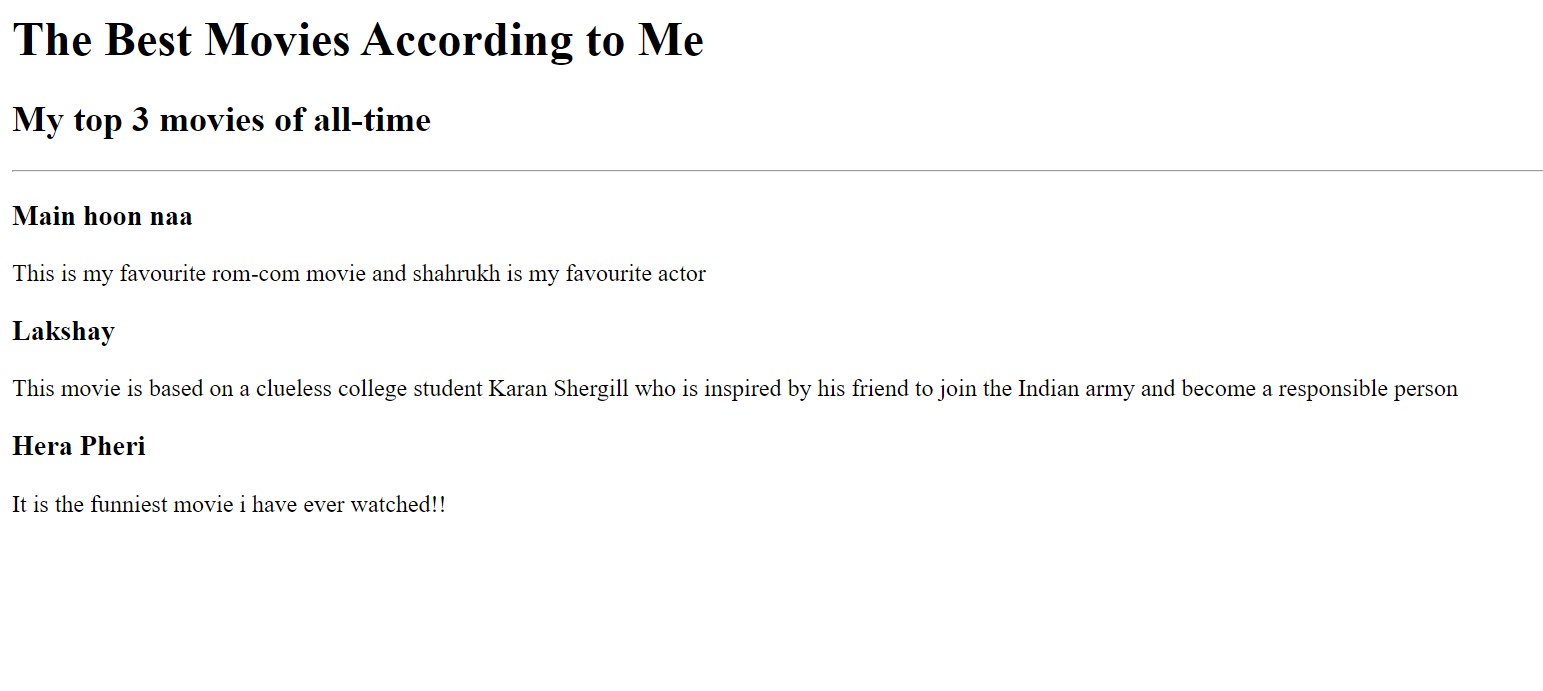 The Best Movies According to Me
My top 3 movies of all-time
Main hoon naa
This is my favourite rom-com movie and shahrukh is my favourite actor
Lakshay
This movie is based on a clueless college student Karan Shergill who is inspired by his friend to join the Indian army and become a responsible person
Hera Pheri
It is the funniest movie i have ever watched!!